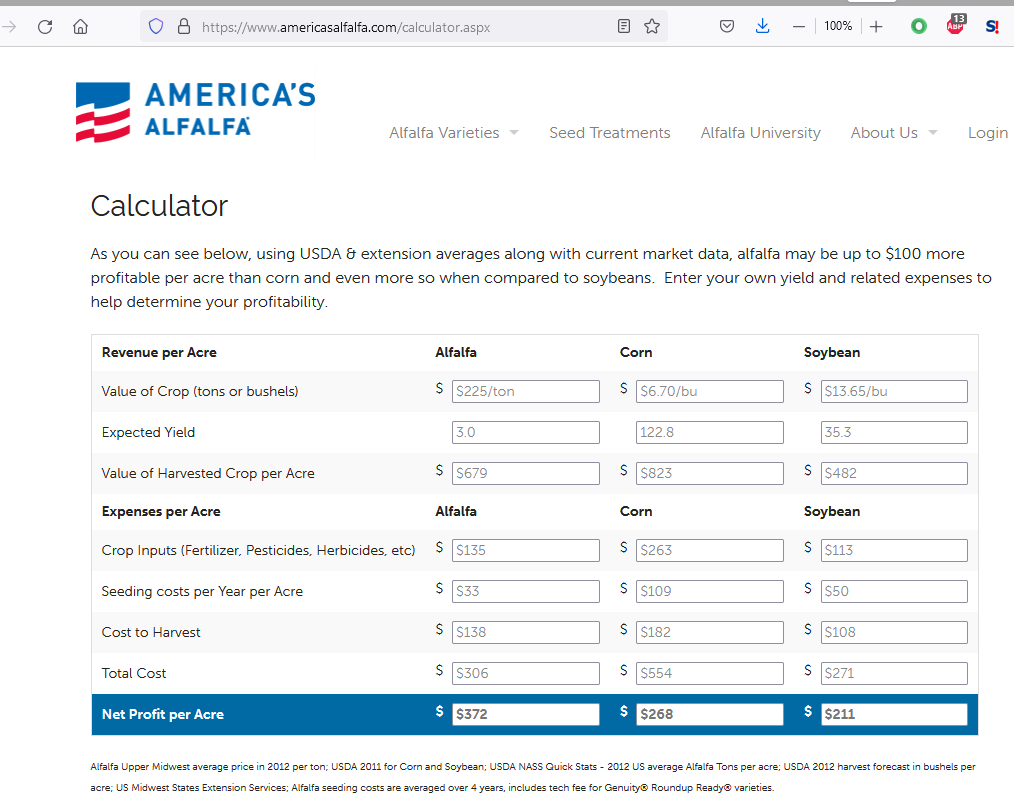 https://www.americasalfalfa.com/calculator.aspx 100% 13 ABP S!
AMERICA'S
ALFALFA
Alfalfa Varieties Seed Treatments Alfalfa University About Us Login
Calculator
As you can see below, using USDA & extension averages along with current market data, alfalfa may be up to $100 more
profitable per acre than corn and even more so when compared to soybeans. Enter your own yield and related expenses to
help determine your profitability.
Revenue per Acre Alfalfa Corn Soybean
Value of Crop (tons or bushels) $ $225/ton $ $6.70/bu $ $13.65/bu
Expected Yield 3.0 122.8 35.3
Value of Harvested Crop per Acre $ $679 $ $823 $ $482
Expenses per Acre Alfalfa Corn Soybean
Crop Inputs (Fertilizer, Pesticides, Herbicides, etc) $ $135 $ $263 $ $113
Seeding costs per Year per Acre $ $33 $ $109 $ $50
Cost to Harvest $ $138 $ $182 $ $108
Total Cost $ $306 $ $554 $ $271
Net Profit per Acre $ $372 $ $268 $ $211
Alfalfa Upper Midwest average price in 2012 per ton; USDA 2011 for Corn and Soybean; USDA NASS Quick Stats - 2012 US average Alfalfa Tons per acre; USDA 2012 harvest forecast in bushels per
acre; US Midwest States Extension Services; Alfalfa seeding costs are averaged over 4 years, includes tech fee for Genuity® Roundup Ready® varieties.